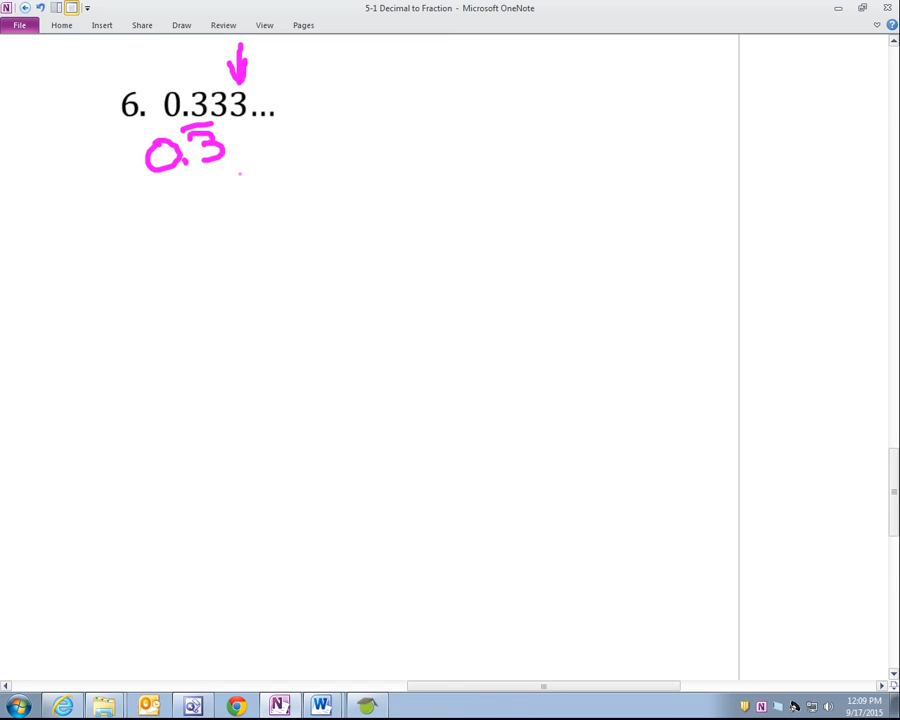 5-1 Decimal to Fraction - Microsoft OneNote
File Home Insert Share Draw Review View Pages
6. 0.333...
0.3̅
12:09 PM
9/17/2015